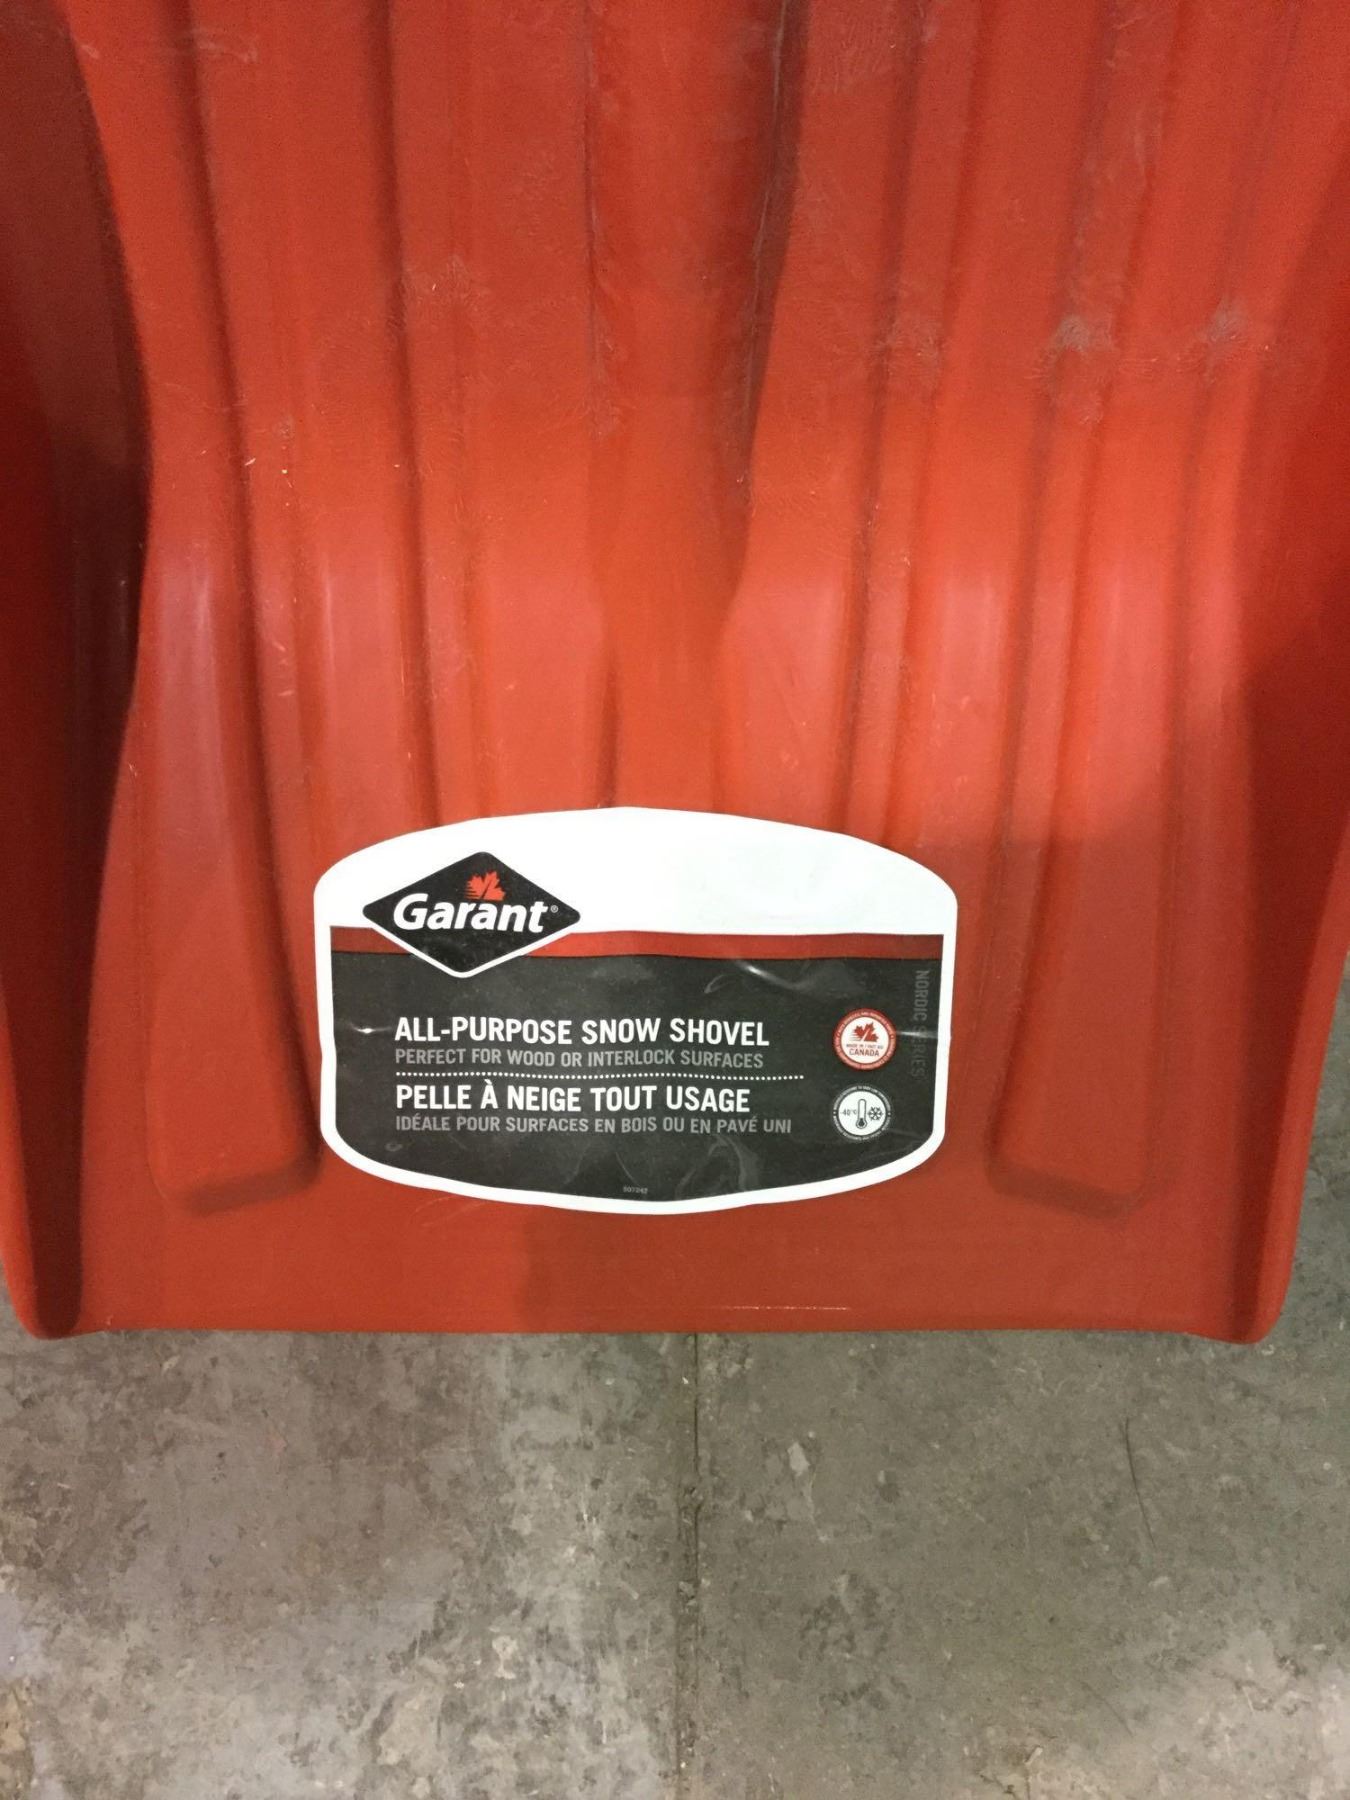 Garant®
ALL-PURPOSE SNOW SHOVEL
PERFECT FOR WOOD OR INTERLOCK SURFACES
PELLE À NEIGE TOUT USAGE
IDÉALE POUR SURFACES EN BOIS OU EN PAVÉ UNI
NORDIC SERIES
CANADA
-40°C